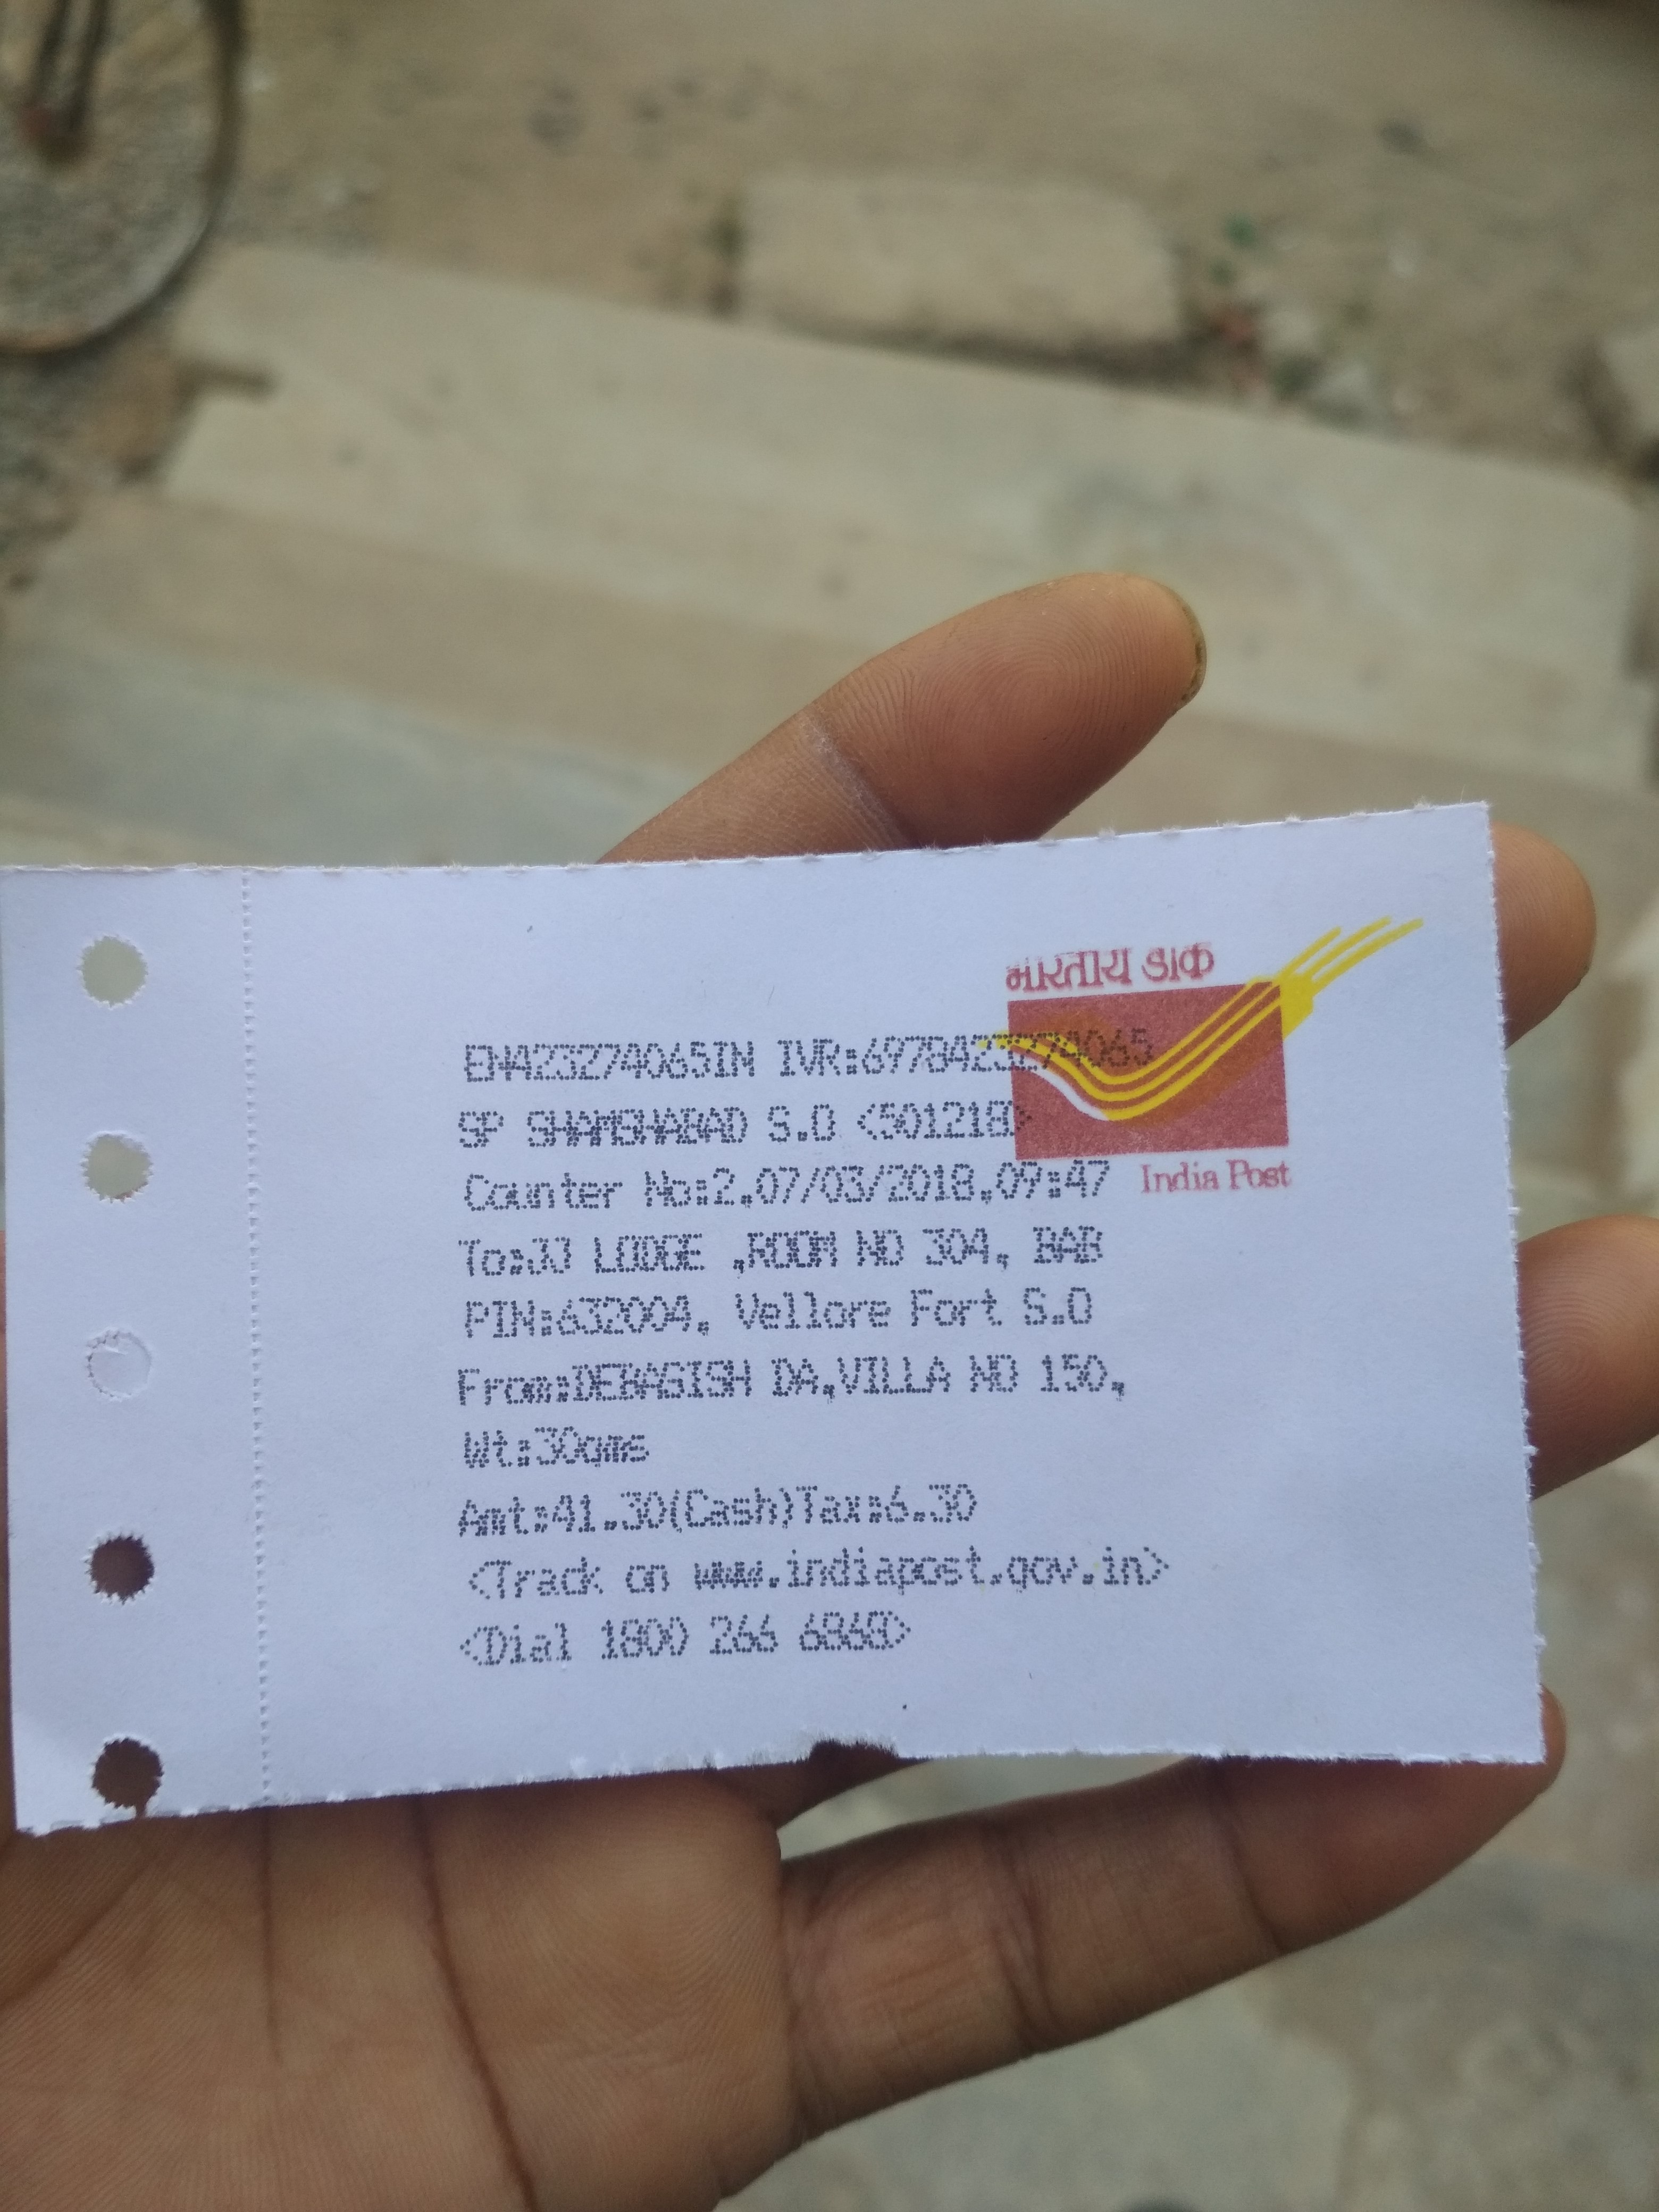 भारतीय डाक
EN423274065IN IVR:6978423274065
SP SHAMSHABAD S.O <501218>
India Post
Counter No:2,07/03/2018,09:47
To:JJ LODGE ,ROOM NO 304, BAB
PIN:632004, Vellore Fort S.O
From:DEBASISH DA,VILLA NO 150,
Wt:30gms
Amt:41.30(Cash)Tax:6.30
<Track on www.indiapost.gov.in>
<Dial 1800 266 6868>